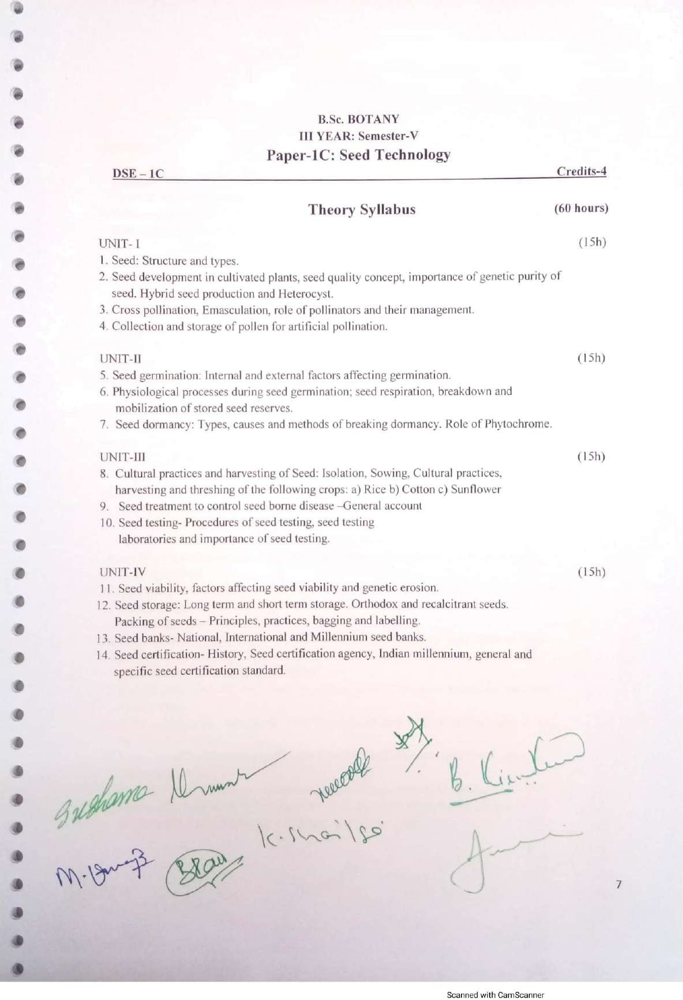 B.Sc. BOTANY
III YEAR: Semester-V
Paper-1C: Seed Technology
DSE – 1C Credits-4
Theory Syllabus (60 hours)
UNIT- I (15h)
1. Seed: Structure and types.
2. Seed development in cultivated plants, seed quality concept, importance of genetic purity of
seed. Hybrid seed production and Heterocyst.
3. Cross pollination, Emasculation, role of pollinators and their management.
4. Collection and storage of pollen for artificial pollination.
UNIT-II (15h)
5. Seed germination: Internal and external factors affecting germination.
6. Physiological processes during seed germination; seed respiration, breakdown and
mobilization of stored seed reserves.
7. Seed dormancy: Types, causes and methods of breaking dormancy. Role of Phytochrome.
UNIT-III (15h)
8. Cultural practices and harvesting of Seed: Isolation, Sowing, Cultural practices,
harvesting and threshing of the following crops: a) Rice b) Cotton c) Sunflower
9. Seed treatment to control seed borne disease –General account
10. Seed testing- Procedures of seed testing, seed testing
laboratories and importance of seed testing.
UNIT-IV (15h)
11. Seed viability, factors affecting seed viability and genetic erosion.
12. Seed storage: Long term and short term storage. Orthodox and recalcitrant seeds.
Packing of seeds – Principles, practices, bagging and labelling.
13. Seed banks- National, International and Millennium seed banks.
14. Seed certification- History, Seed certification agency, Indian millennium, general and
specific seed certification standard.
Sushama
B.
K.
M.
7
Scanned with CamScanner